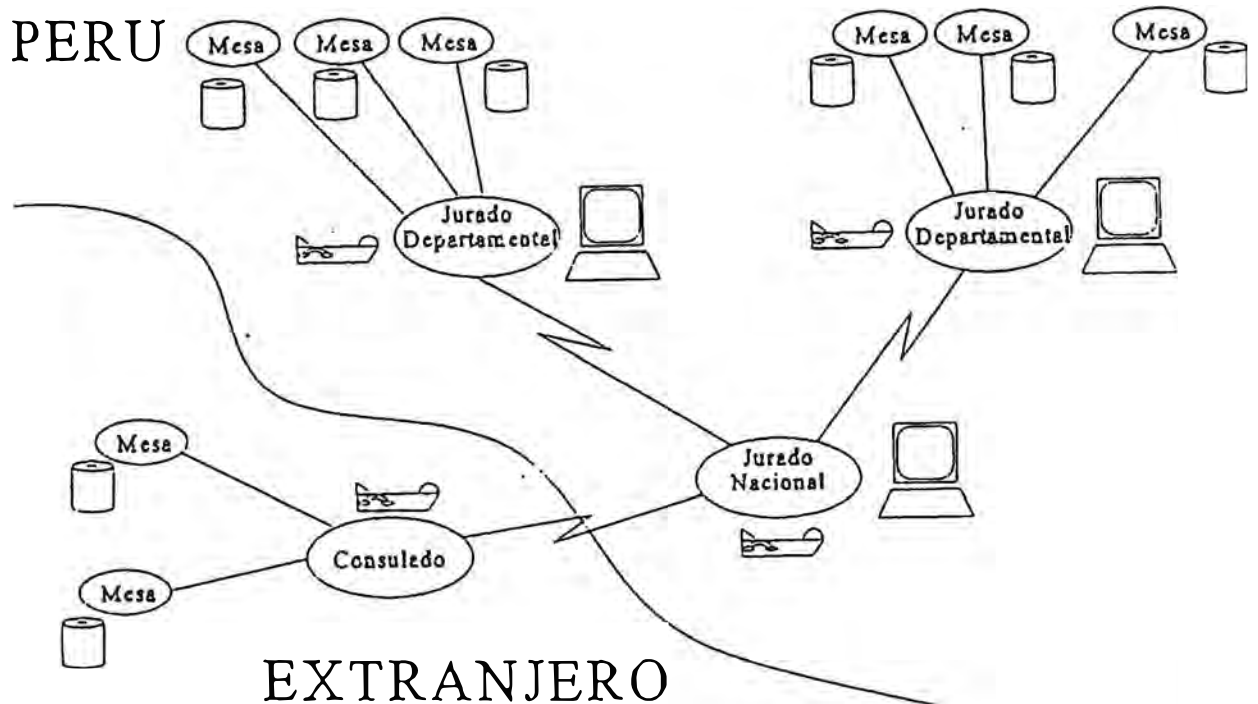 PERU
Mesa
Mesa
Mesa
Mesa
Mesa
Mesa
Jurado
Departamental
Jurado
Departamental
Mesa
Jurado
Nacional
Consulado
Mesa
EXTRANJERO